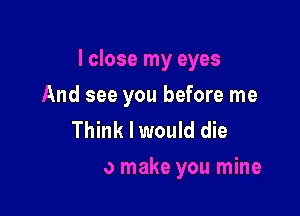 I close my eyes
And see you before me
Think I would die
o make you mine